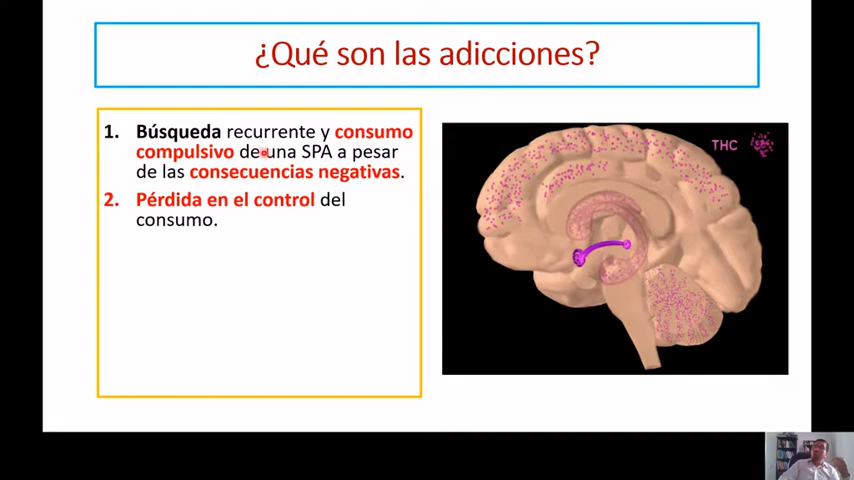 ¿Qué son las adicciones?
1. Búsqueda recurrente y consumo
compulsivo de una SPA a pesar
de las consecuencias negativas.
2. Pérdida en el control del
consumo.
THC